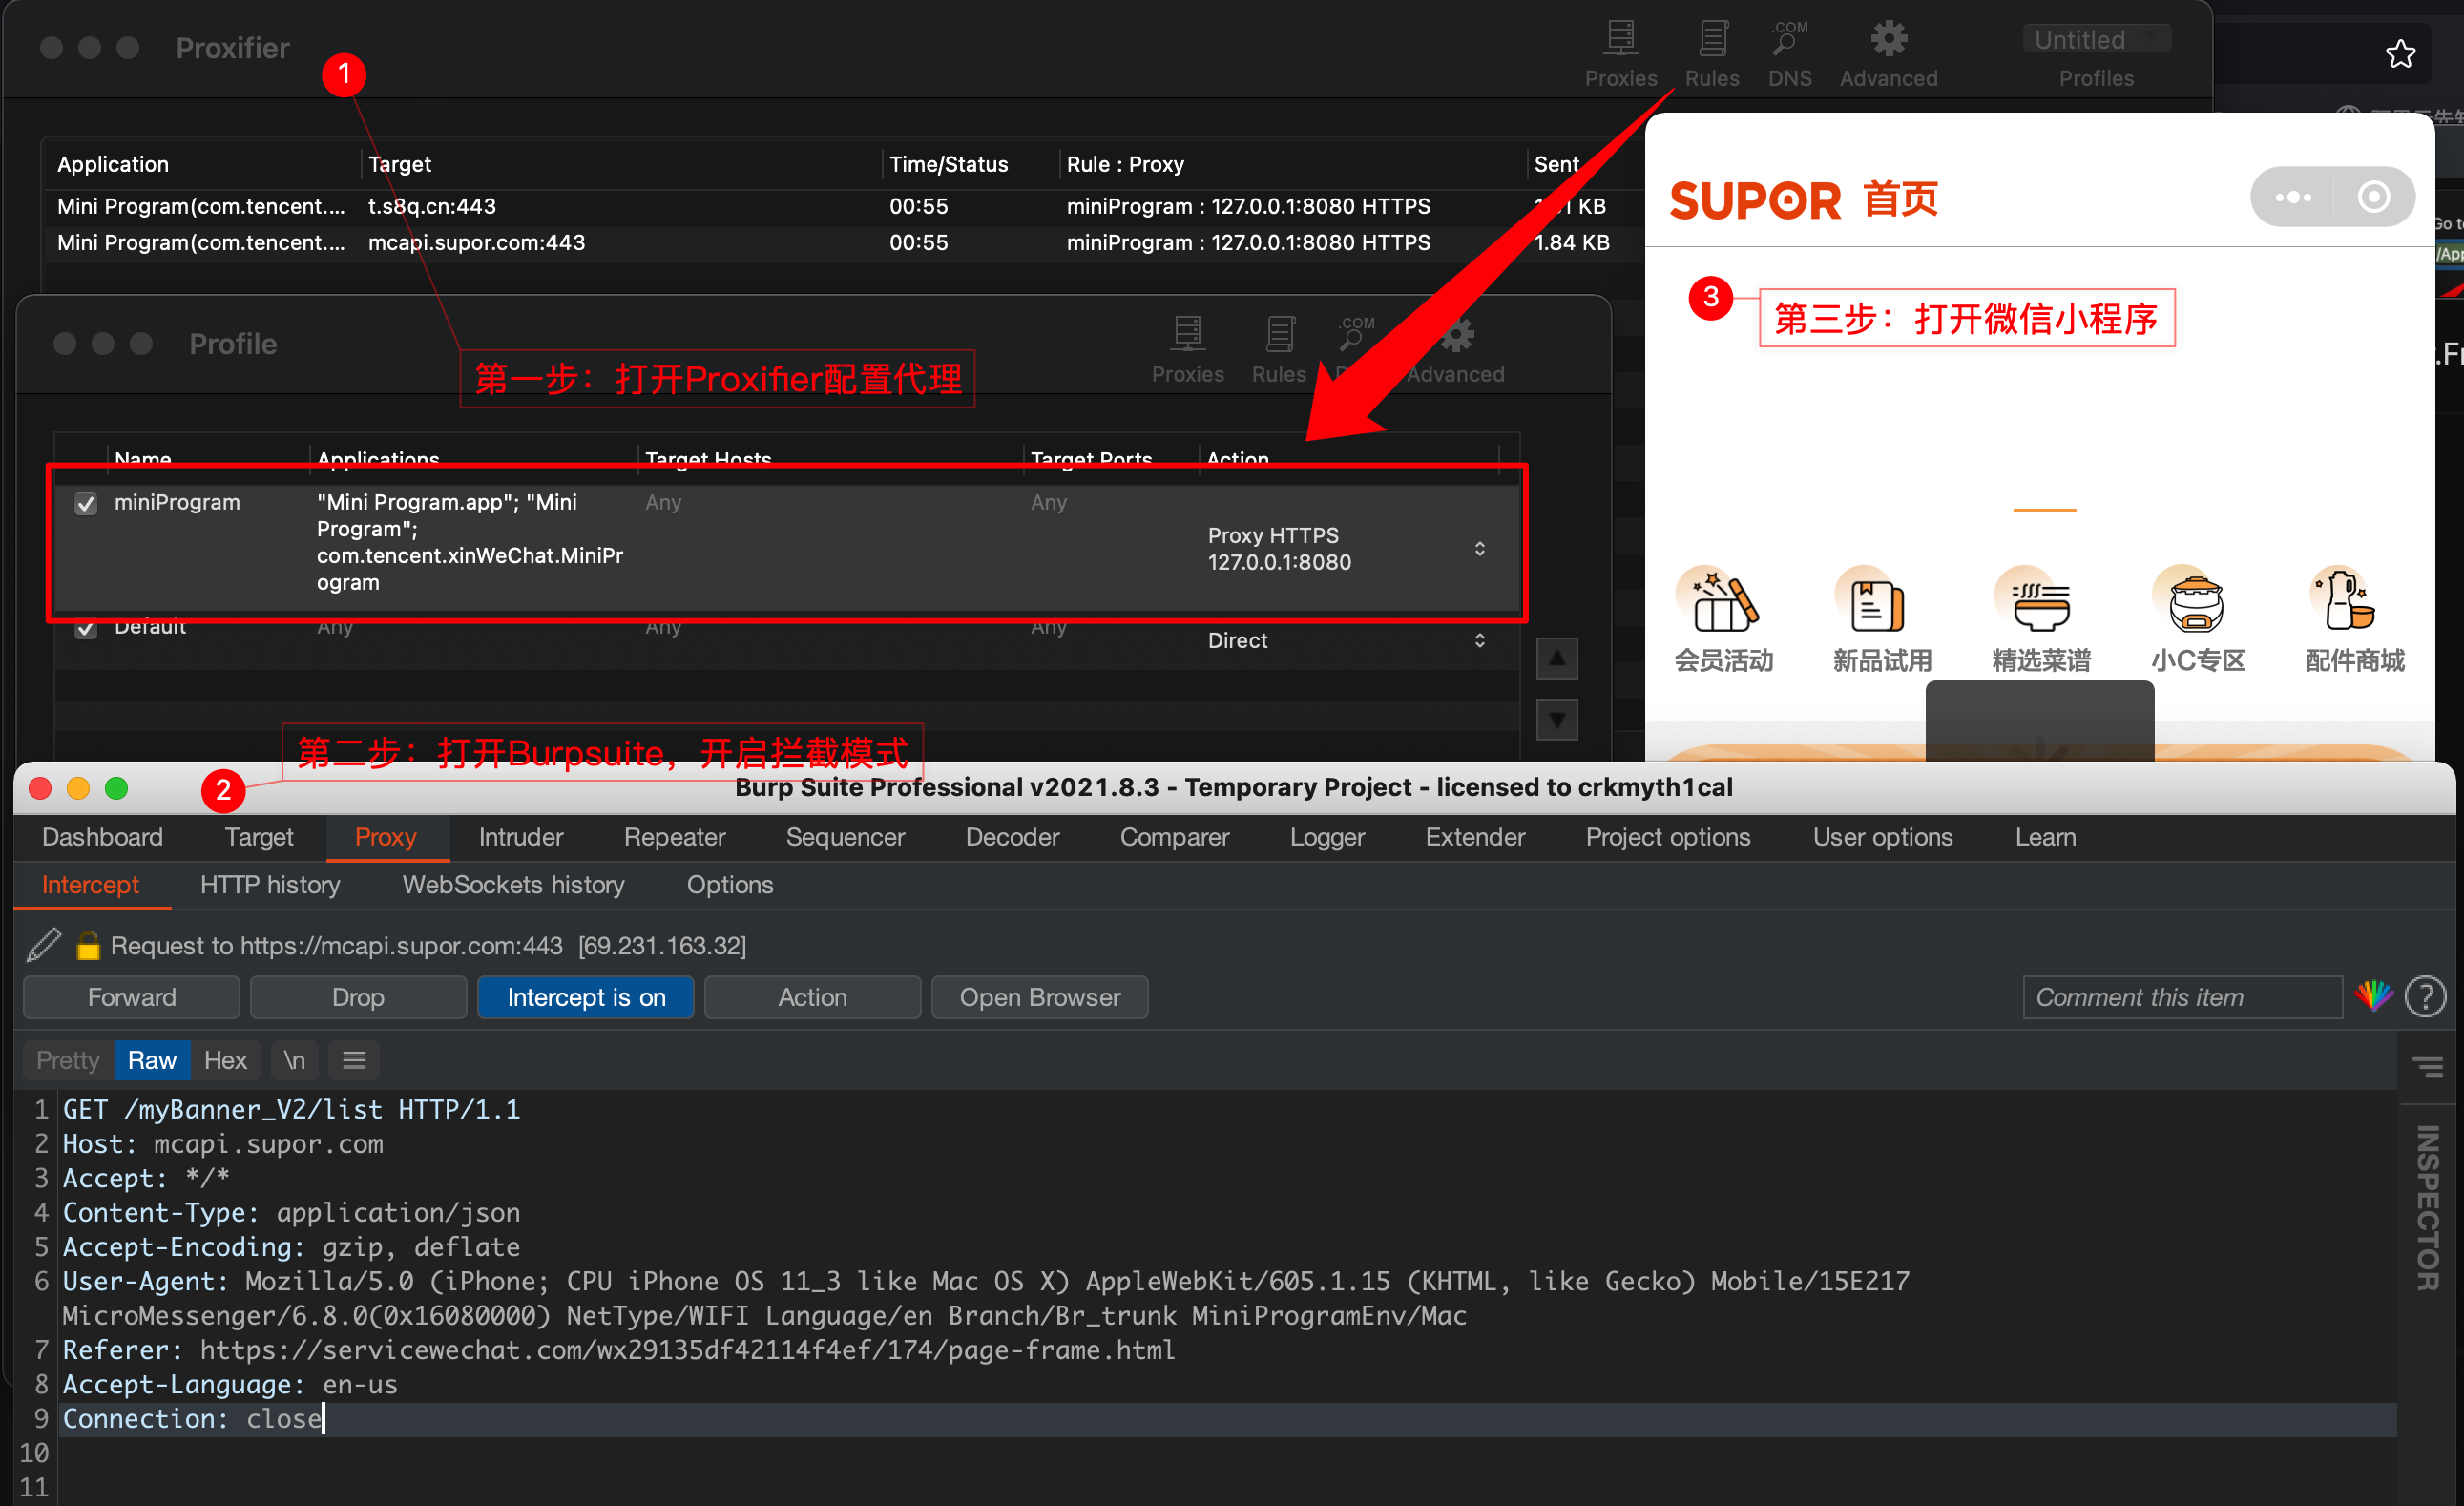 Proxifier
Proxies
Rules
.COM
DNS
Advanced
Untitled
Profiles
1
Application Target Time/Status Rule : Proxy Sent
Mini Program(com.tencent.... t.s8q.cn:443 00:55 miniProgram : 127.0.0.1:8080 HTTPS KB
Mini Program(com.tencent.... mcapi.supor.com:443 00:55 miniProgram : 127.0.0.1:8080 HTTPS 1.84 KB
SUPOR 首页
Go to
/App
3
第三步：打开微信小程序
.Fr
Profile
Proxies
Rules
.COM
Advanced
第一步：打开Proxifier配置代理
Name Applications Target Hosts Target Ports Action
miniProgram "Mini Program.app"; "Mini
Program";
com.tencent.xinWeChat.MiniPr
ogram
Any
Any
Proxy HTTPS
127.0.0.1:8080
Default Any Any Any Direct
会员活动 新品试用 精选菜谱 小C专区 配件商城
第二步：打开Burpsuite，开启拦截模式
2
Burp Suite Professional v2021.8.3 - Temporary Project - licensed to crkmyth1cal
Dashboard Target Proxy Intruder Repeater Sequencer Decoder Comparer Logger Extender Project options User options Learn
Intercept HTTP history WebSockets history Options
Request to https://mcapi.supor.com:443 [69.231.163.32]
Forward Drop Intercept is on Action Open Browser Comment this item ?
Pretty Raw Hex \n
1 GET /myBanner_V2/list HTTP/1.1
2 Host: mcapi.supor.com
3 Accept: */*
4 Content-Type: application/json
5 Accept-Encoding: gzip, deflate
6 User-Agent: Mozilla/5.0 (iPhone; CPU iPhone OS 11_3 like Mac OS X) AppleWebKit/605.1.15 (KHTML, like Gecko) Mobile/15E217
MicroMessenger/6.8.0(0x16080000) NetType/WIFI Language/en Branch/Br_trunk MiniProgramEnv/Mac
7 Referer: https://servicewechat.com/wx29135df42114f4ef/174/page-frame.html
8 Accept-Language: en-us
9 Connection: close
10
11
INSPECTOR